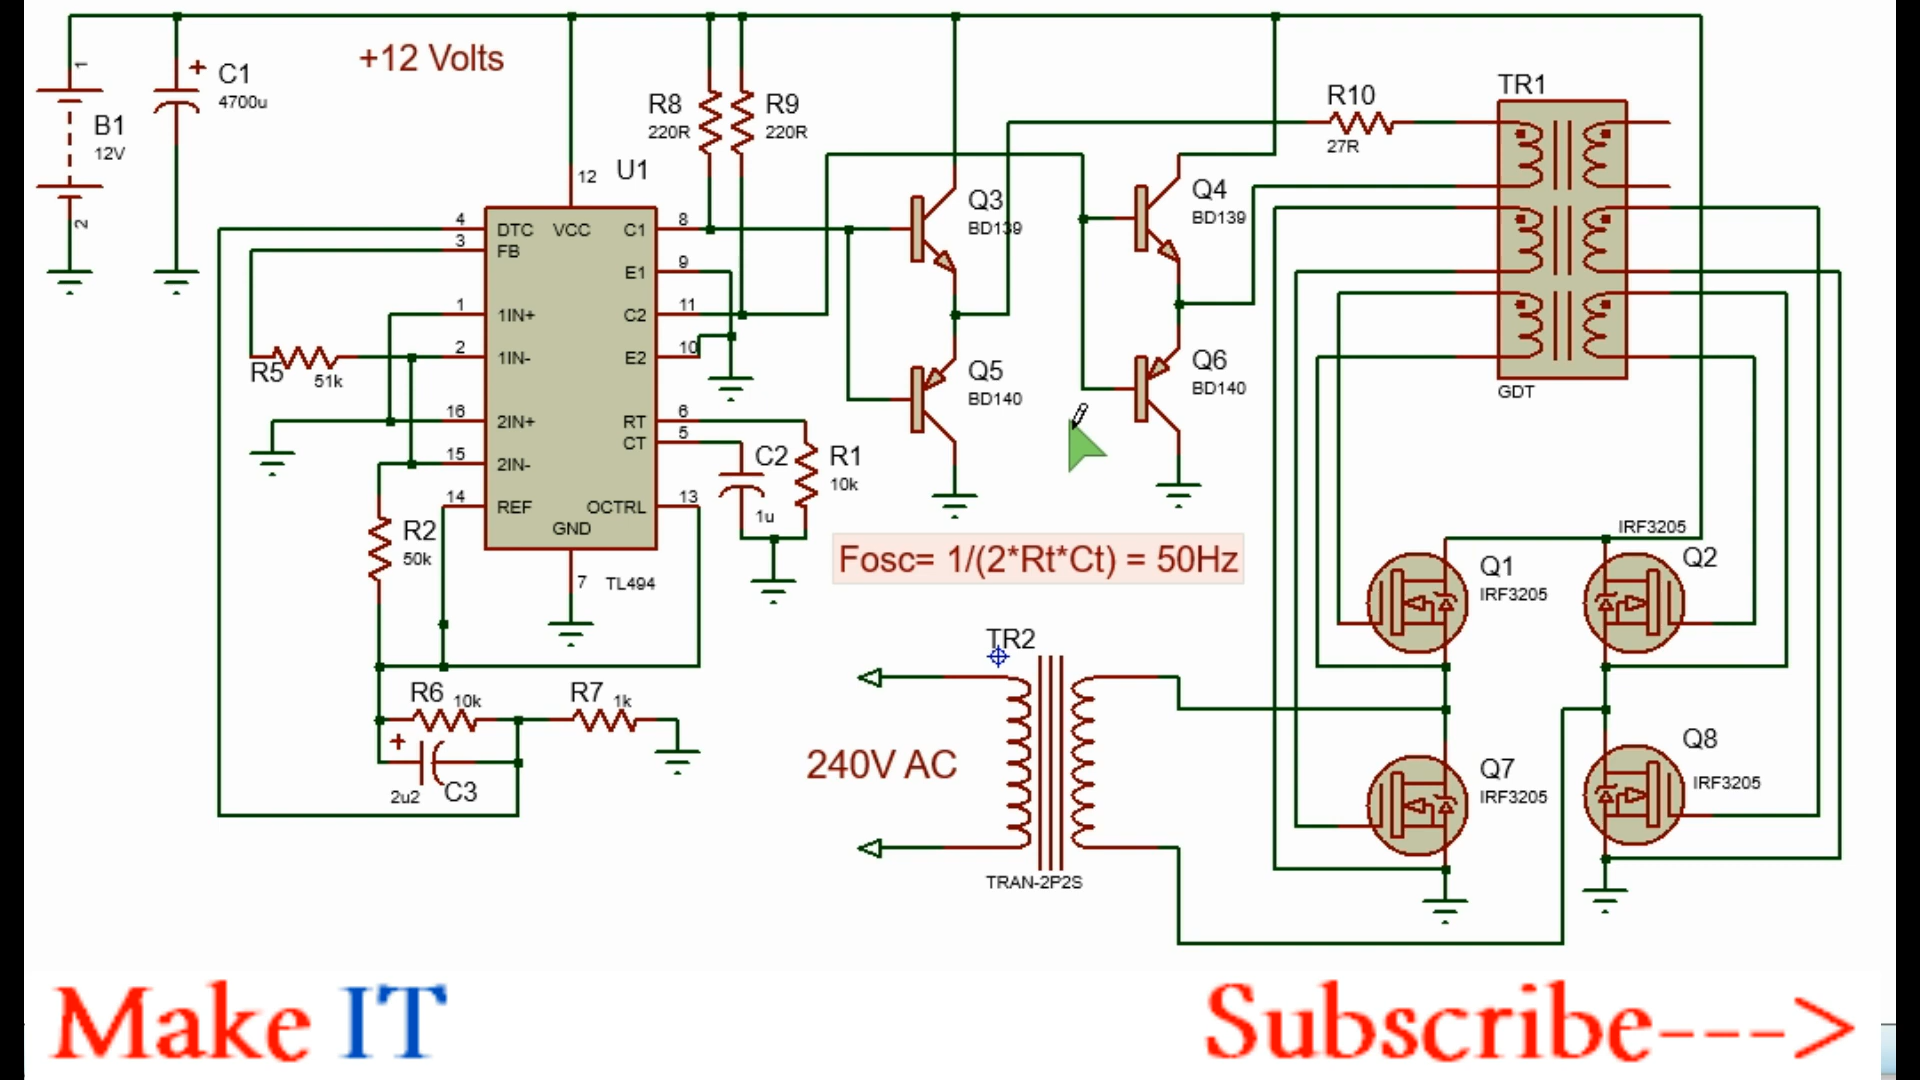 +12 Volts
1
B1
12V
2
+
C1
4700u
R8
220R
R9
220R
R10
27R
TR1
GDT
U1
12
4
3
1
2
16
15
14
DTC
FB
1IN+
1IN-
2IN+
2IN-
REF
VCC
GND
C1
E1
C2
E2
RT
CT
OCTRL
8
9
11
10
6
5
13
7
TL494
R5
51k
R2
50k
C2
1u
R1
10k
Q3
BD139
Q4
BD139
Q5
BD140
Q6
BD140
Fosc= 1/(2*Rt*Ct) = 50Hz
IRF3205
Q1
IRF3205
Q2
Q7
IRF3205
Q8
IRF3205
R6
10k
R7
1k
+
2u2
C3
TR2
240V AC
TRAN-2P2S
Make IT
Subscribe--->